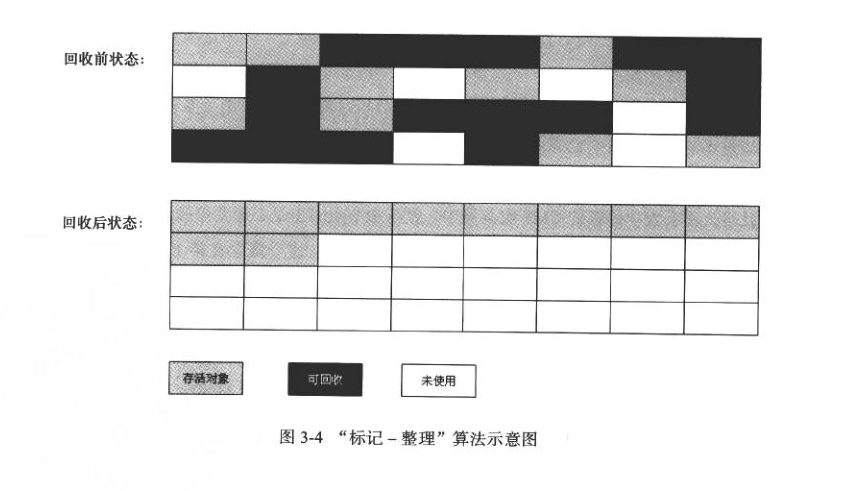 回收前状态：
回收后状态：
存活对象
可回收
未使用
图 3-4 “标记－整理”算法示意图